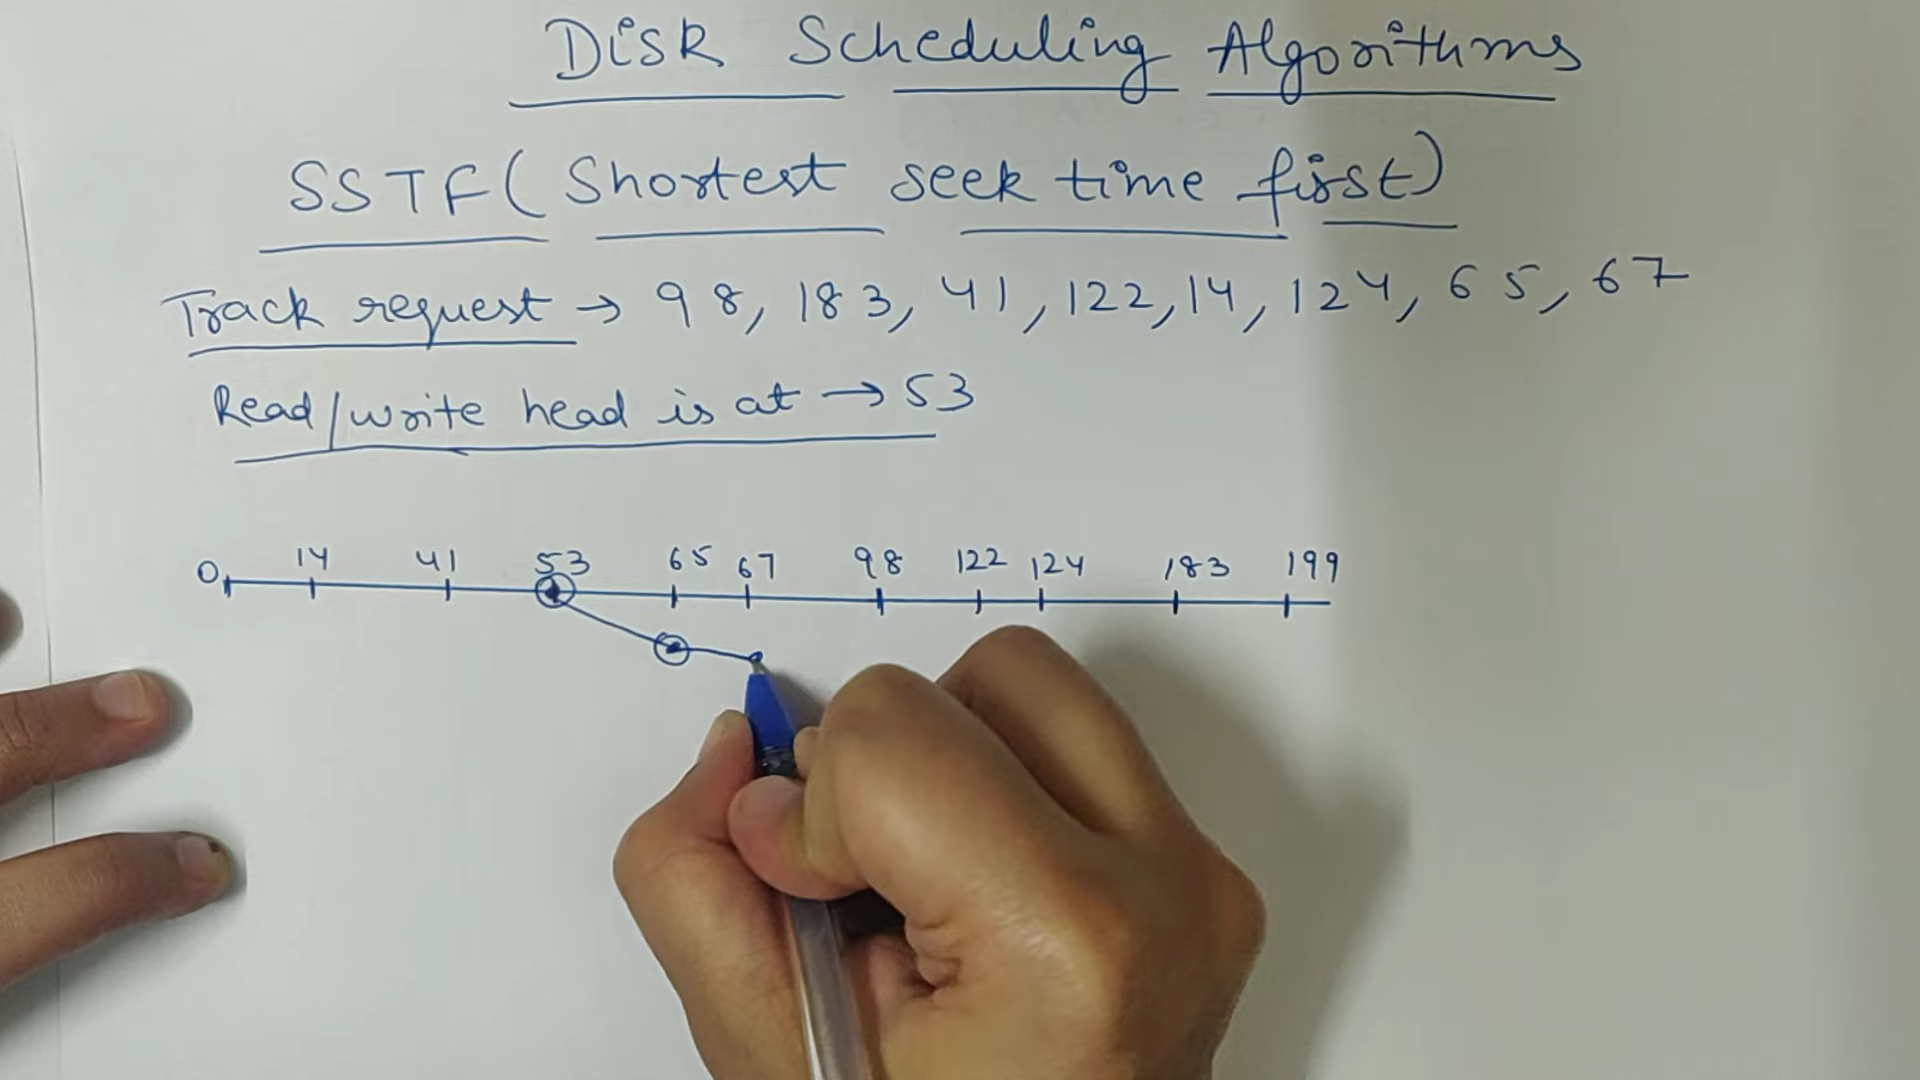 Disk Scheduling Algorithms
SSTF (Shortest seek time first)
Track request → 98, 183, 41, 122, 14, 124, 65, 67
Read/write head is at → 53
0 14 41 53 65 67 98 122 124 183 199